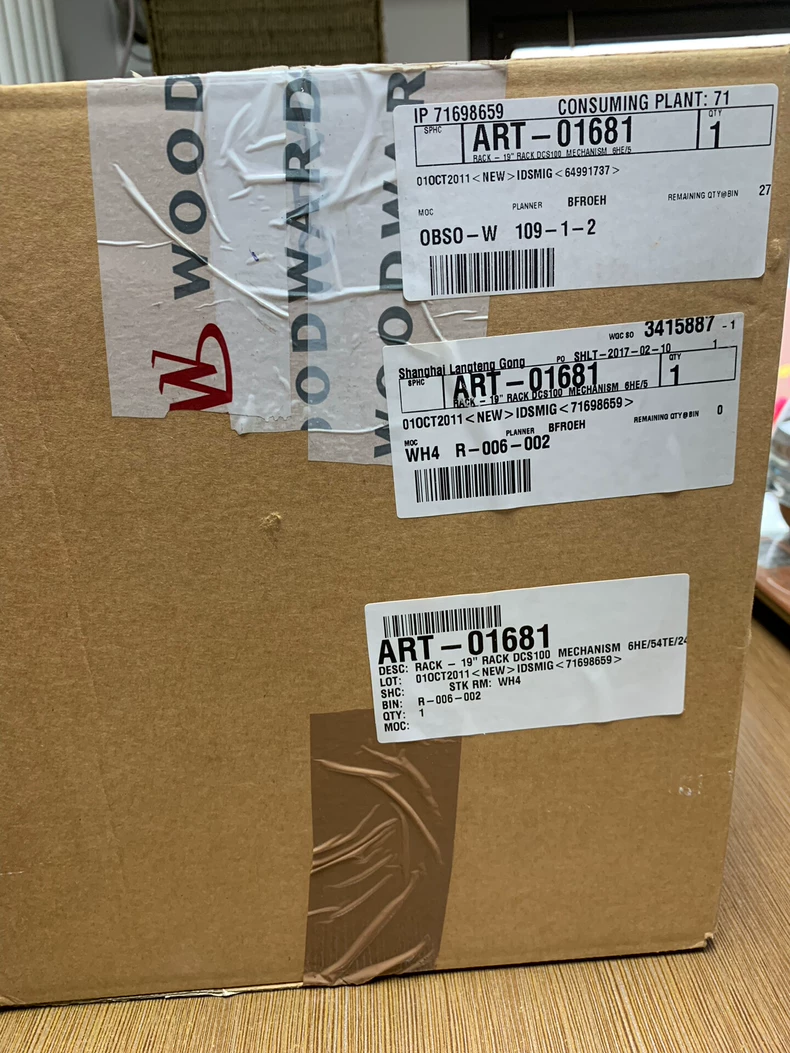 WOOD
WOODWARD
WOODWAR
W
IP 71698659 CONSUMING PLANT: 71
SPHC ART-01681 QTY 1
RACK - 19" RACK DCS100 MECHANISM 6HE/5
01OCT2011<NEW>IDSMIG<64991737>
MOC PLANNER BFROEH REMAINING QTY@BIN 27
OBSO-W 109-1-2
WGC SO 3415887 -1
Shanghai Langteng Gong PO SHLT-2017-02-10 1
SPHC ART-01681 QTY 1
RACK - 19" RACK DCS100 MECHANISM 6HE/5
01OCT2011<NEW>IDSMIG<71698659>
MOC PLANNER BFROEH REMAINING QTY@BIN 0
WH4 R-006-002
ART-01681
DESC: RACK - 19" RACK DCS100 MECHANISM 6HE/54TE/24
LOT: 01OCT2011<NEW>IDSMIG<71698659>
SHC: STK RM: WH4
BIN: R-006-002
QTY: 1
MOC: